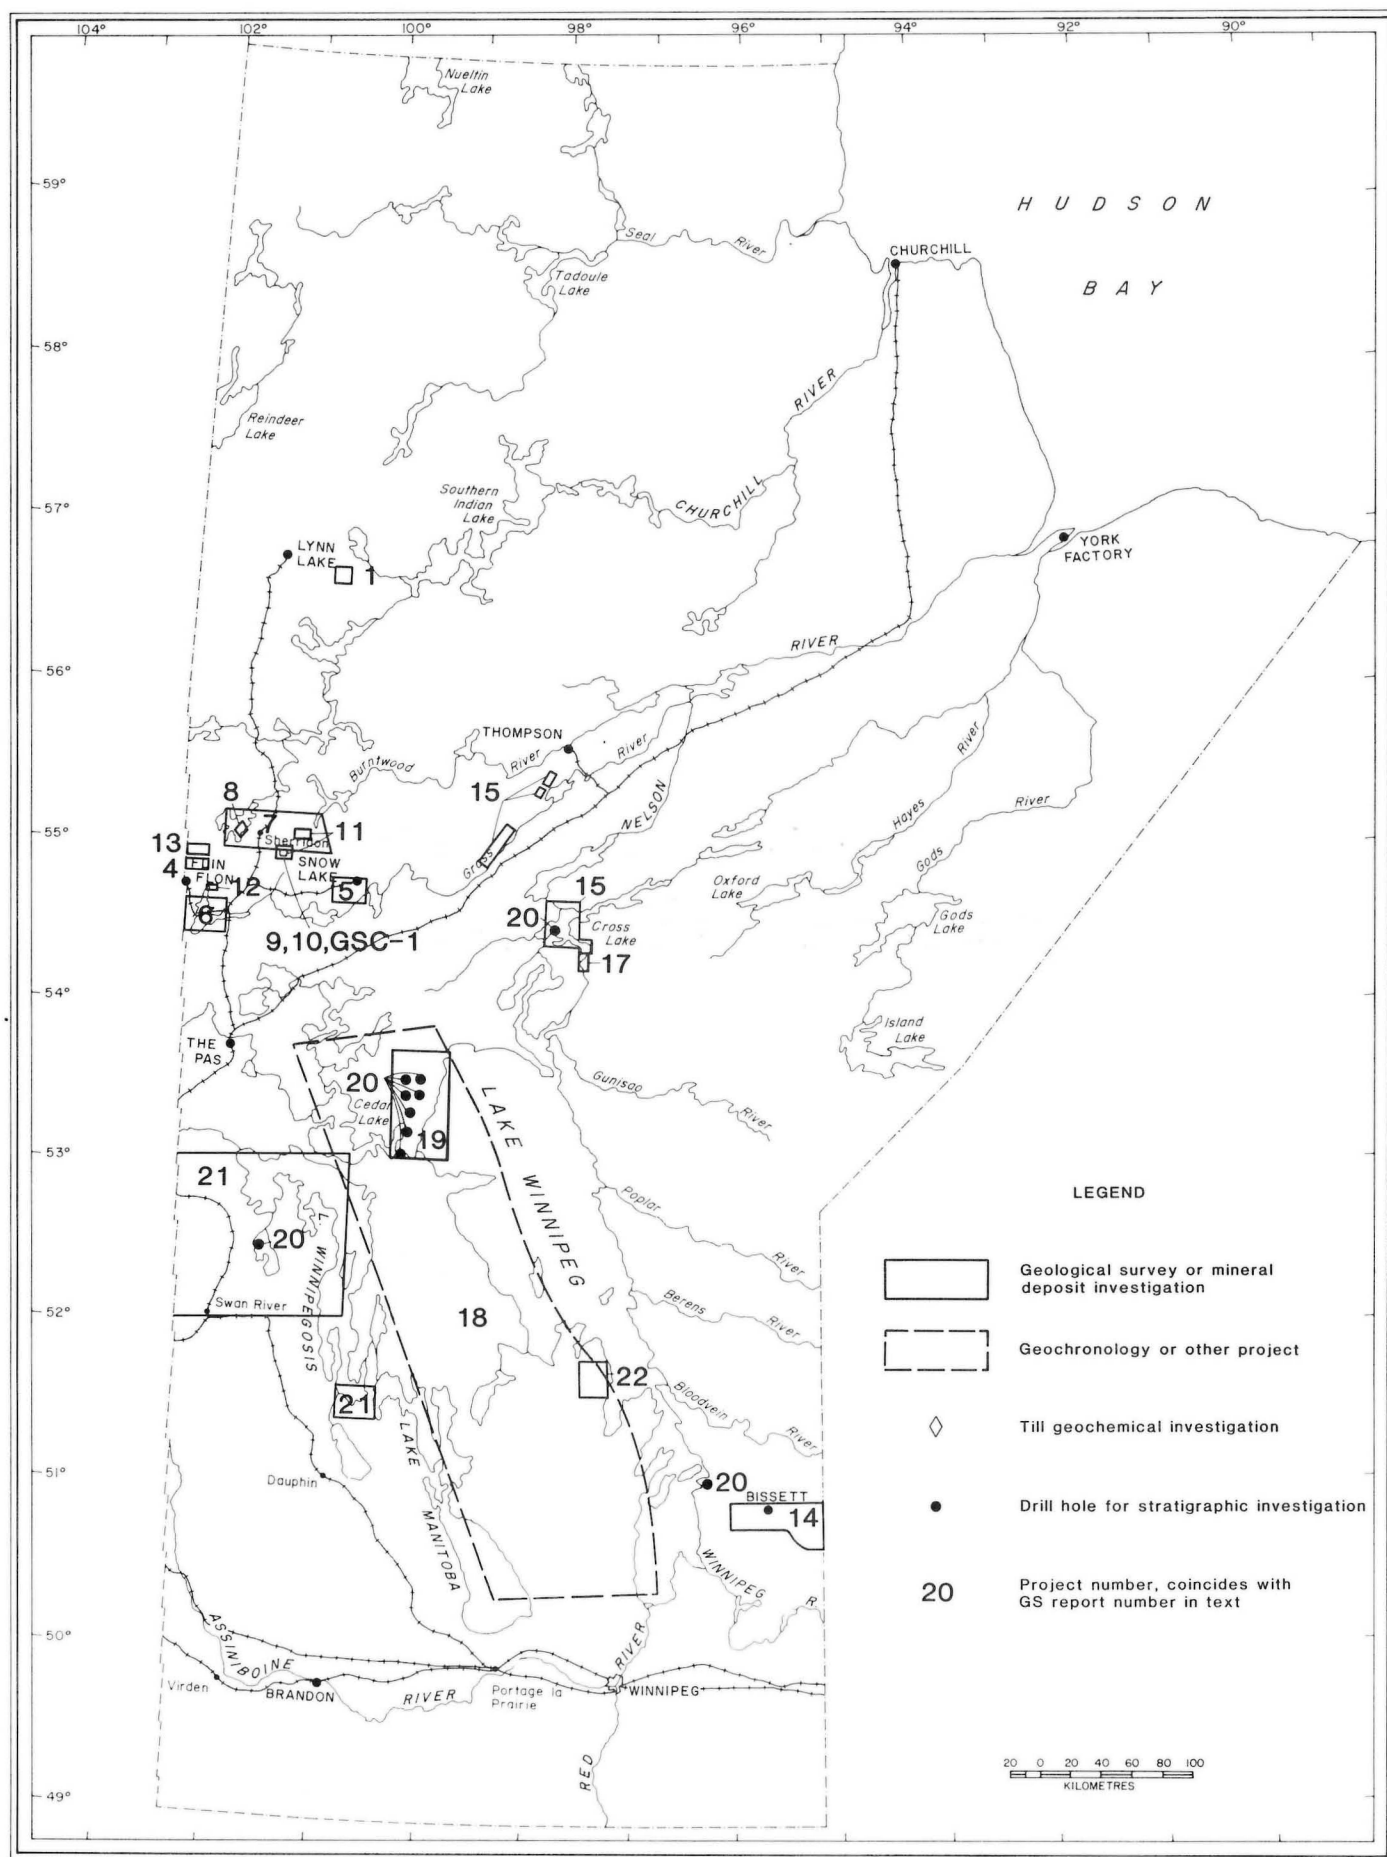 104°
102°
100°
98°
96°
94°
92°
90°
Nueltin
Lake
59°
HUDSON
BAY
Seal River
CHURCHILL
Tadoule
Lake
58°
RIVER
Reindeer
Lake
Southern
Indian
Lake
CHURCHILL
57°
LYNN
LAKE
1
YORK
FACTORY
RIVER
56°
THOMPSON
River
River
Burntwood
15
NELSON
River
Hayes
River
8
7
55°
13
Sherridon
11
Grass
Gods
4
FLIN
FLON
SNOW
LAKE
12
5
Oxford
Lake
15
6
20
Cross
Lake
Gods
Lake
9,10,GSC-1
17
54°
Island
Lake
THE
PAS
20
Cedar
Lake
LAKE WINNIPEG
Gunisao
River
19
53°
21
LEGEND
Poplar
River
20
L. WINNIPEGOSIS
Geological survey or mineral
deposit investigation
Swan River
52°
18
Berens
River
Geochronology or other project
22
21
Bloodvein
River
LAKE
MANITOBA
Till geochemical investigation
51°
Dauphin
20
BISSETT
14
Drill hole for stratigraphic investigation
WINNIPEG
R.
20
Project number, coincides with
GS report number in text
50°
ASSINIBOINE
RIVER
RIVER
Virden
BRANDON
Portage la
Prairie
WINNIPEG
RED
20 0 20 40 60 80 100
KILOMETRES
49°